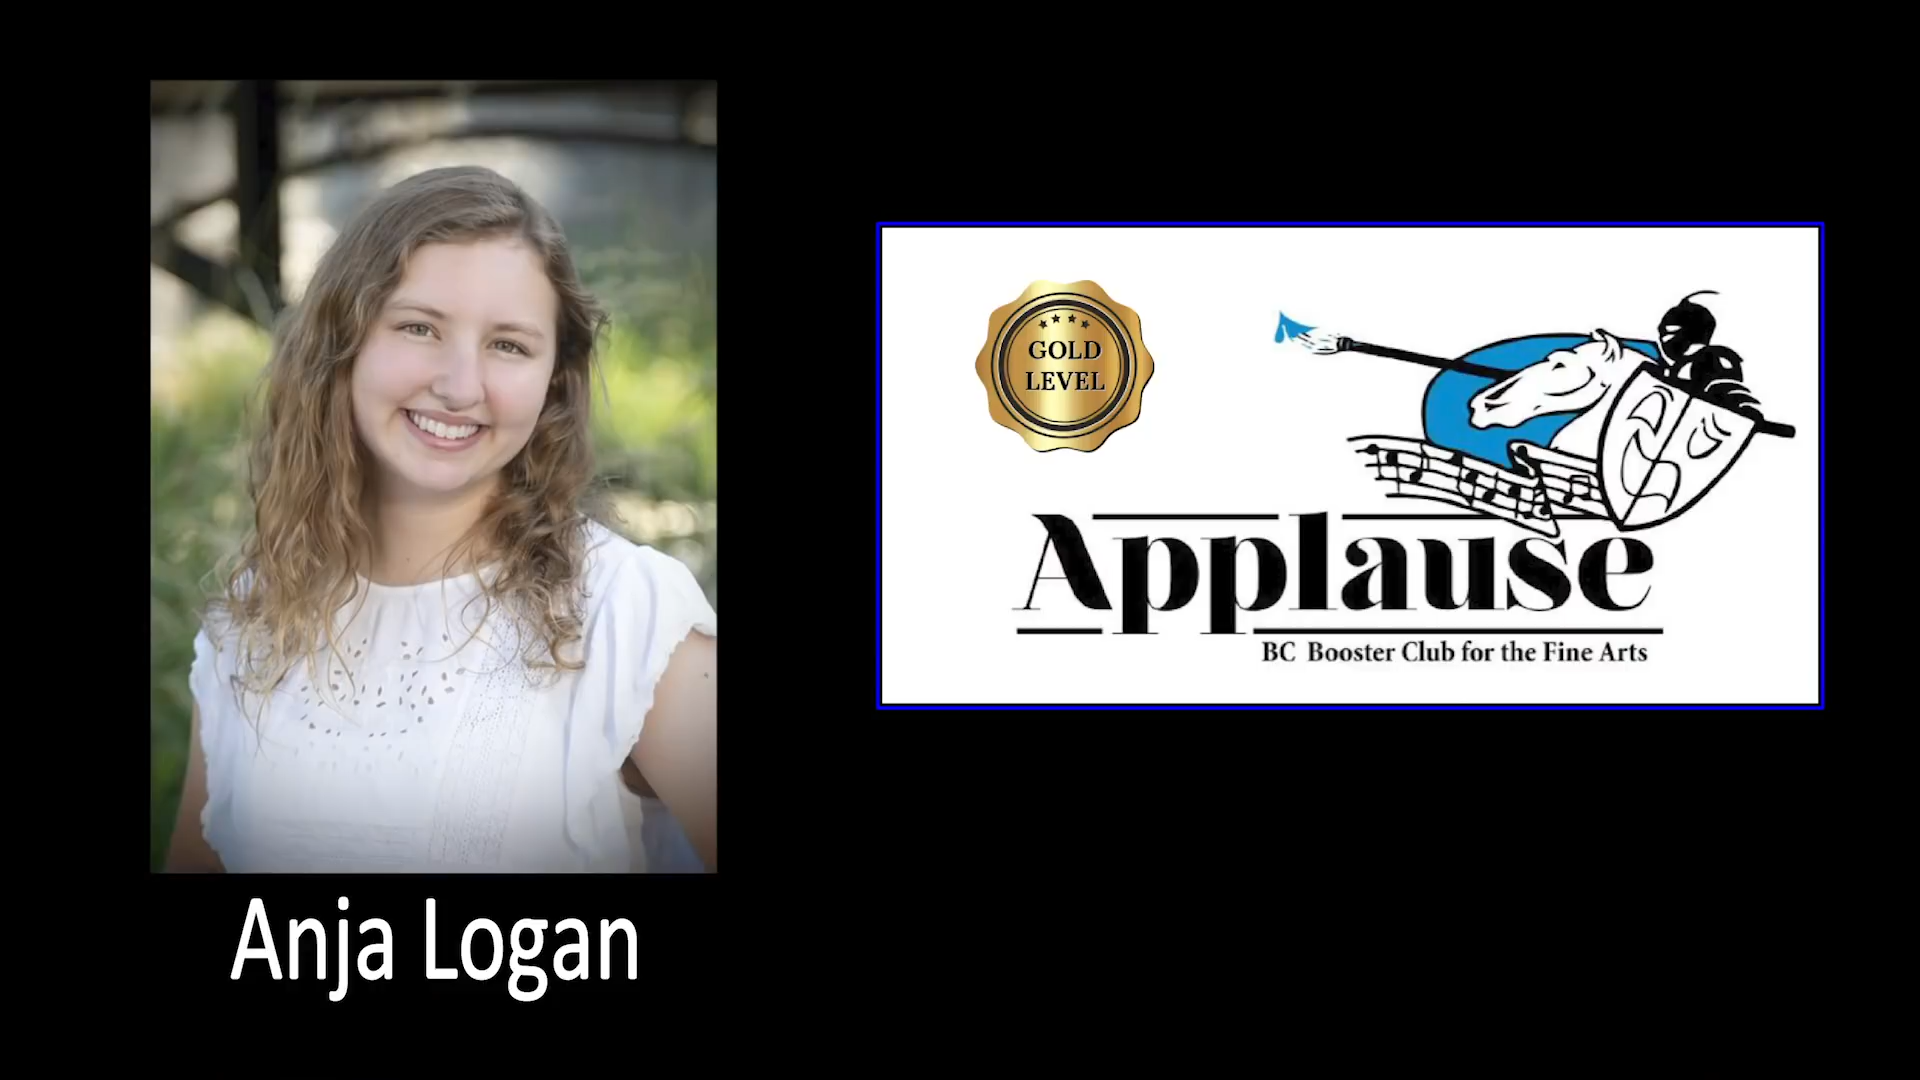 Anja Logan
GOLD
LEVEL
Applause
BC Booster Club for the Fine Arts